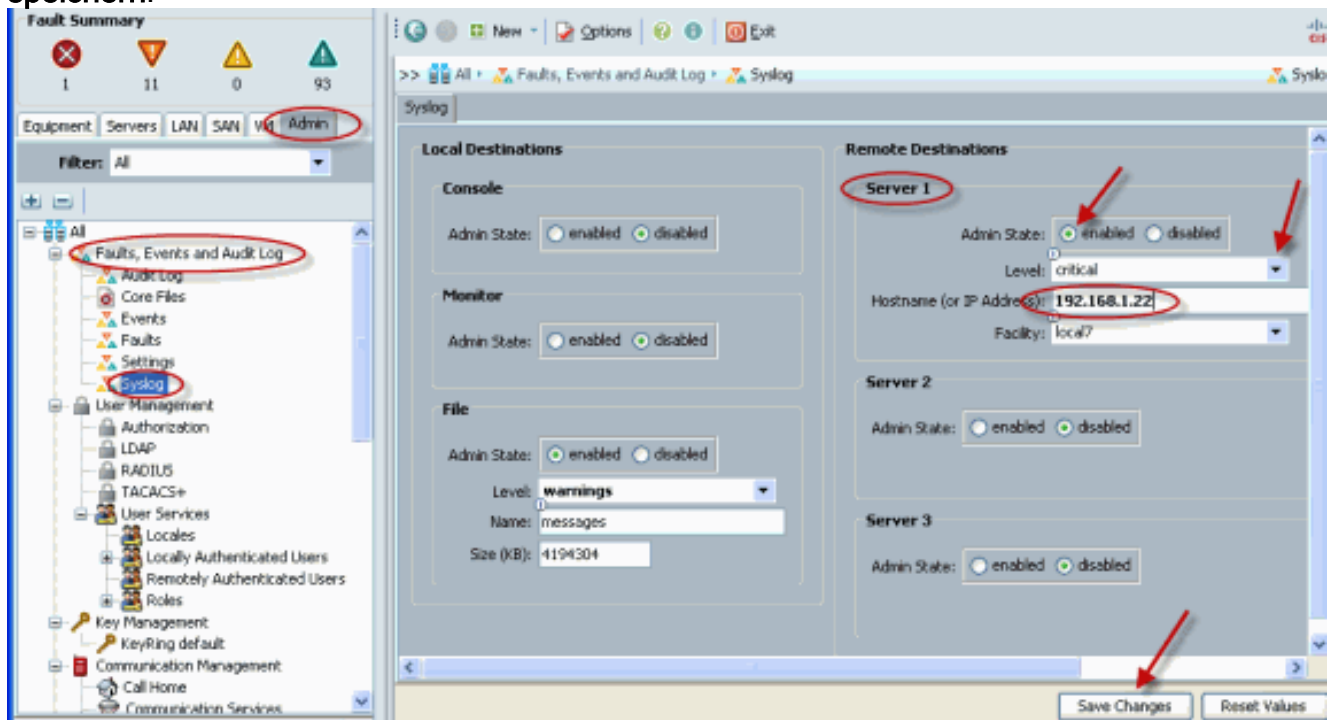 speichern.
Fault Summary
1 11 0 93
Equipment Servers LAN SAN VM Admin
Filter: All
All
Faults, Events and Audit Log
Audit Log
Core Files
Events
Faults
Settings
Syslog
User Management
Authorization
LDAP
RADIUS
TACACS+
User Services
Locales
Locally Authenticated Users
Remotely Authenticated Users
Roles
Key Management
KeyRing default
Communication Management
Call Home
Communication Services
New Options Exit
>> All Faults, Events and Audit Log Syslog Syslo
Syslog
Local Destinations
Console
Admin State: enabled disabled
Monitor
Admin State: enabled disabled
File
Admin State: enabled disabled
Level: warnings
Name: messages
Size (KB): 4194304
Remote Destinations
Server 1
Admin State: enabled disabled
Level: critical
Hostname (or IP Address): 192.168.1.22
Facility: local7
Server 2
Admin State: enabled disabled
Server 3
Admin State: enabled disabled
Save Changes Reset Values